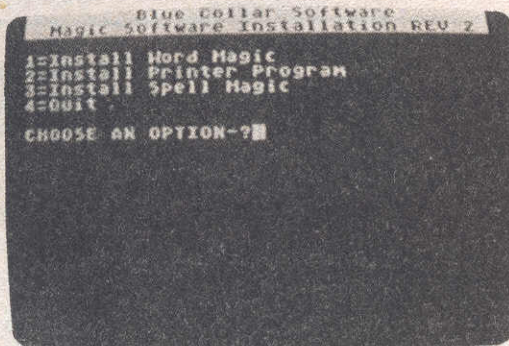 Blue Collar Software
Magic Software Installation REV 2
1=Install Word Magic
2=Install Printer Program
3=Install Spell Magic
4=Quit
CHOOSE AN OPTION-?